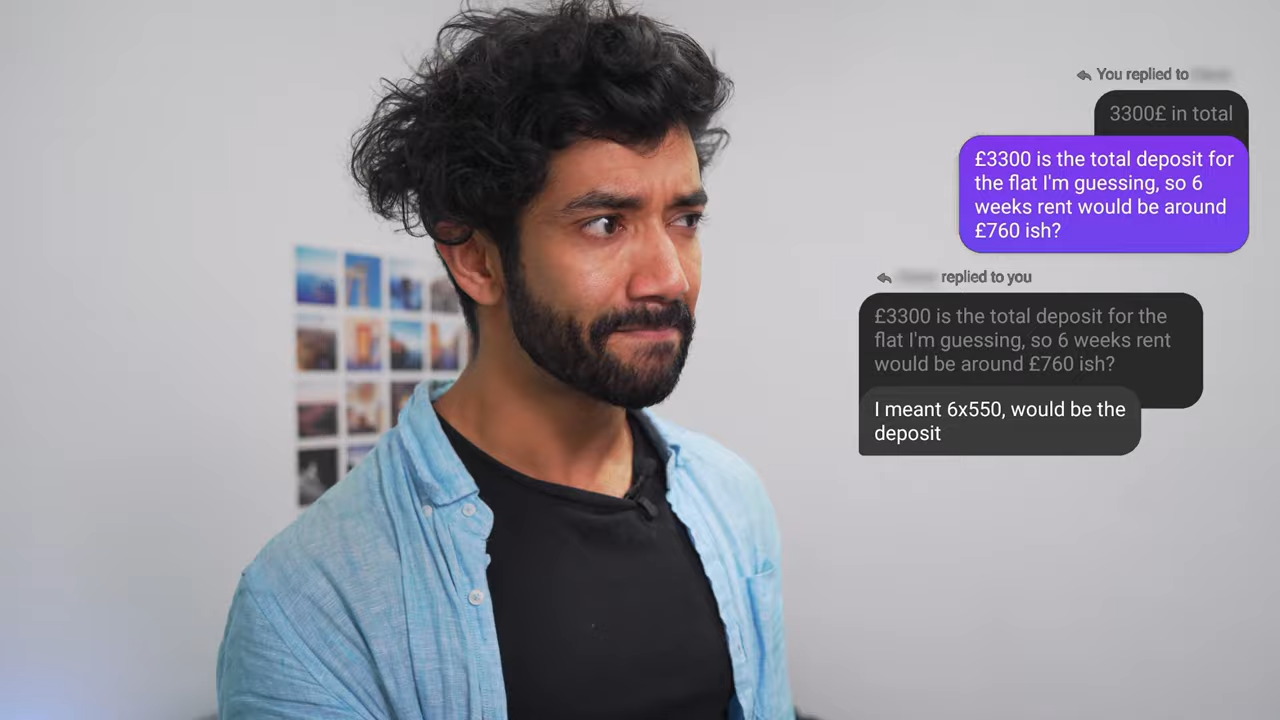 You replied to
3300£ in total
£3300 is the total deposit for
the flat I'm guessing, so 6
weeks rent would be around
£760 ish?
replied to you
£3300 is the total deposit for the
flat I'm guessing, so 6 weeks rent
would be around £760 ish?
I meant 6x550, would be the
deposit